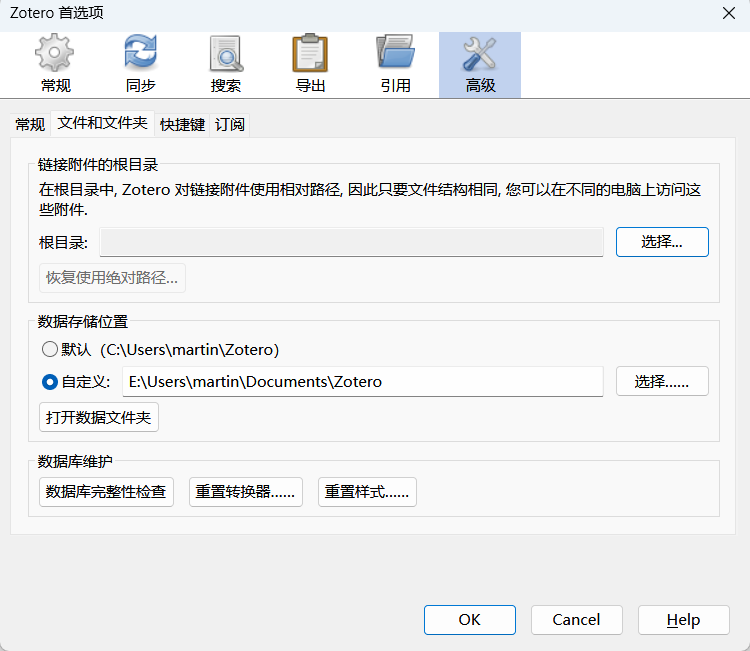 Zotero 首选项
常规 同步 搜索 导出 引用 高级
常规 文件和文件夹 快捷键 订阅
链接附件的根目录
在根目录中, Zotero 对链接附件使用相对路径, 因此只要文件结构相同, 您可以在不同的电脑上访问这
些附件.
根目录: 选择...
恢复使用绝对路径...
数据存储位置
默认（C:\Users\martin\Zotero）
自定义: E:\Users\martin\Documents\Zotero 选择......
打开数据文件夹
数据库维护
数据库完整性检查 重置转换器...... 重置样式......
OK Cancel Help